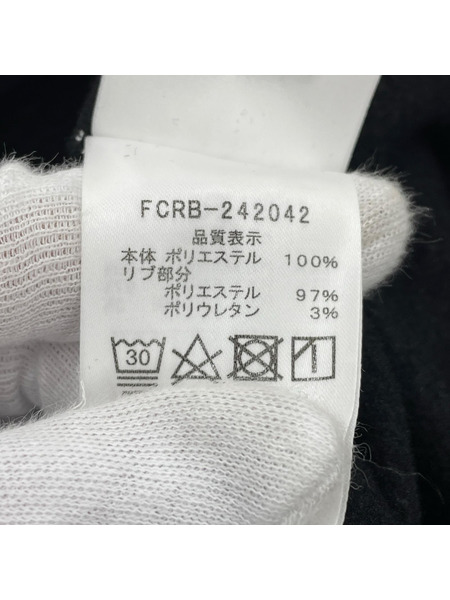 FCRB-242042
品質表示
本体 ポリエステル 100%
リブ部分
ポリエステル 97%
ポリウレタン 3%
30